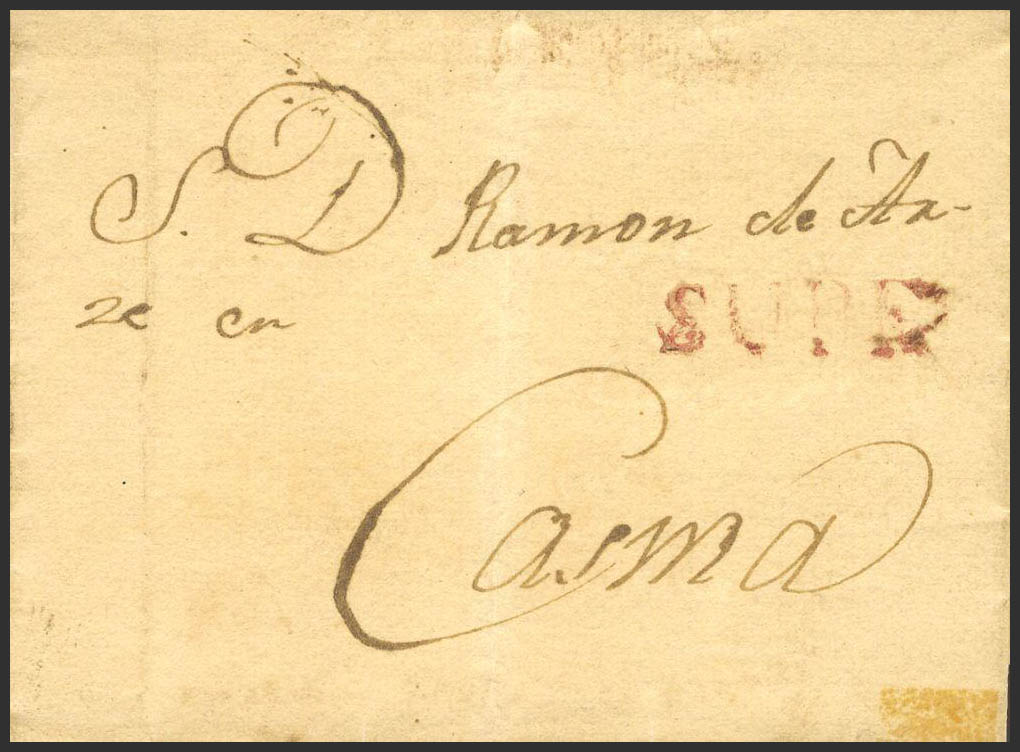 S. D Ramon de Ar-
ze en
SUPE
Casma